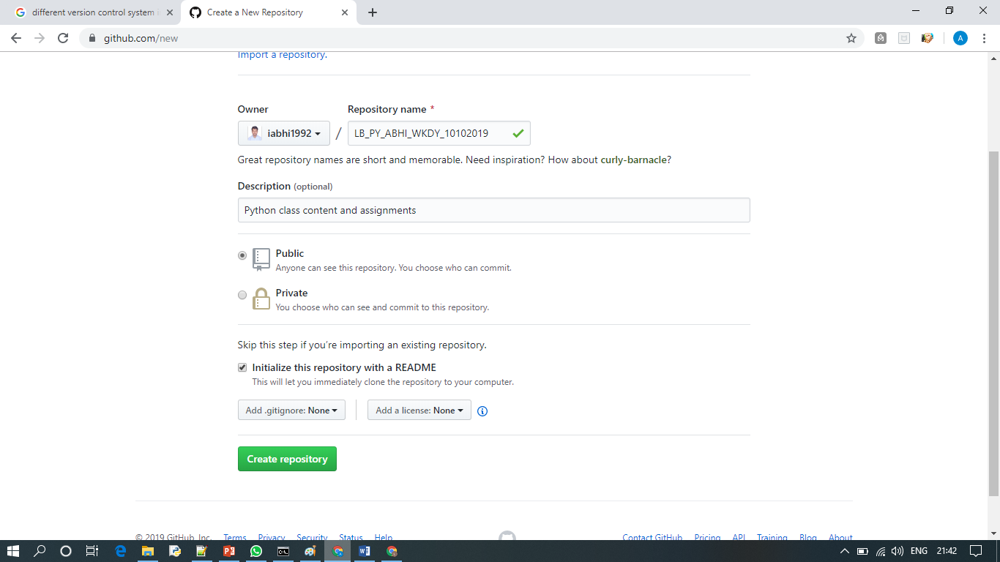 different version control system i
Create a New Repository
github.com/new
A
Import a repository.
Owner
Repository name *
iabhi1992
/
LB_PY_ABHI_WKDY_10102019
Great repository names are short and memorable. Need inspiration? How about curly-barnacle?
Description (optional)
Python class content and assignments
Public
Anyone can see this repository. You choose who can commit.
Private
You choose who can see and commit to this repository.
Skip this step if you're importing an existing repository.
Initialize this repository with a README
This will let you immediately clone the repository to your computer.
Add .gitignore: None
Add a license: None
Create repository
© 2019 GitHub, Inc. Terms Privacy Security Status Help Contact GitHub Pricing API Training Blog About
ENG 21:42